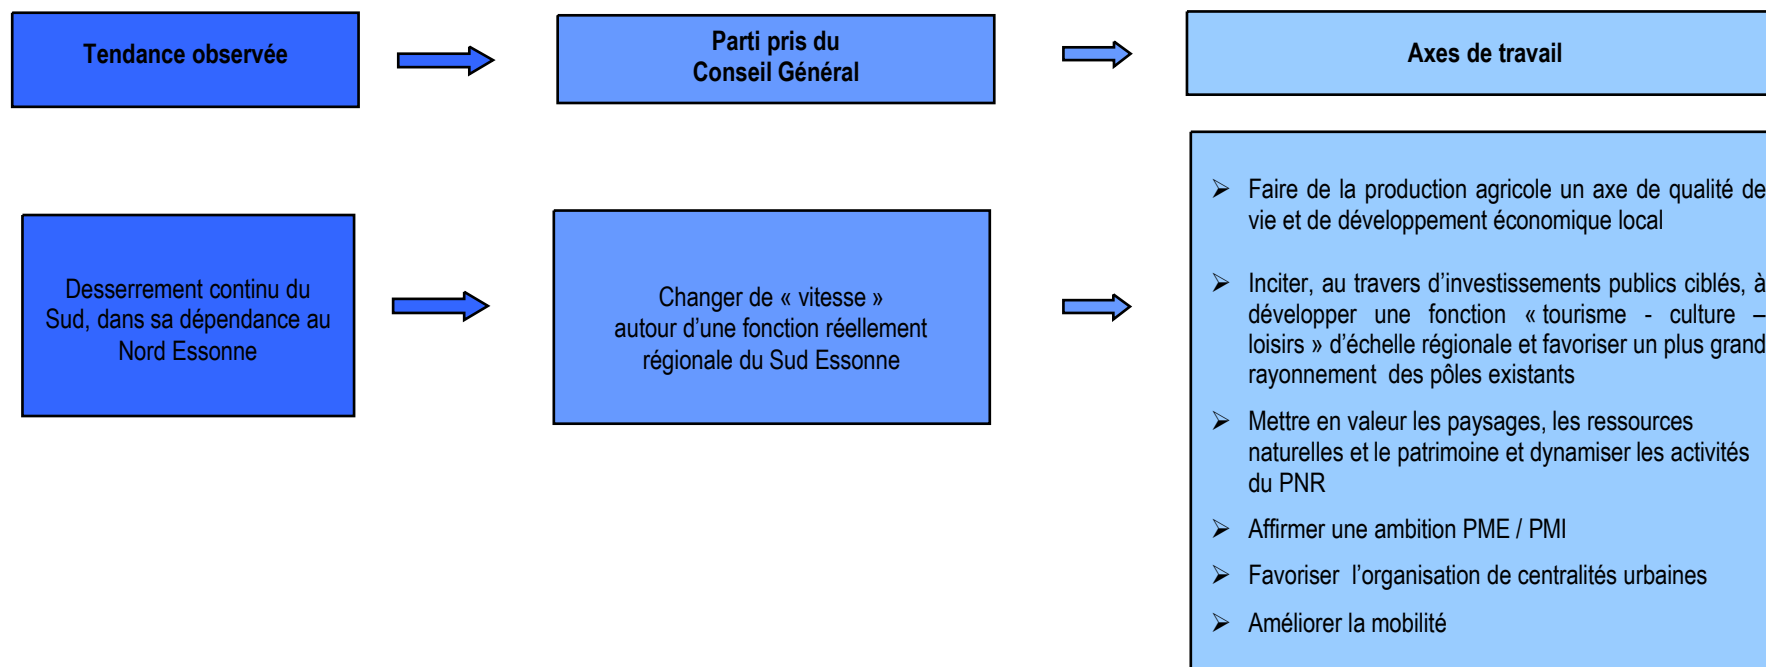 Tendance observée
Parti pris du
Conseil Général
Axes de travail
Desserrement continu du
Sud, dans sa dépendance au
Nord Essonne
Changer de « vitesse »
autour d’une fonction réellement
régionale du Sud Essonne
➢ Faire de la production agricole un axe de qualité de
vie et de développement économique local
➢ Inciter, au travers d’investissements publics ciblés, à
développer une fonction « tourisme - culture –
loisirs » d’échelle régionale et favoriser un plus grand
rayonnement des pôles existants
➢ Mettre en valeur les paysages, les ressources
naturelles et le patrimoine et dynamiser les activités
du PNR
➢ Affirmer une ambition PME / PMI
➢ Favoriser l’organisation de centralités urbaines
➢ Améliorer la mobilité